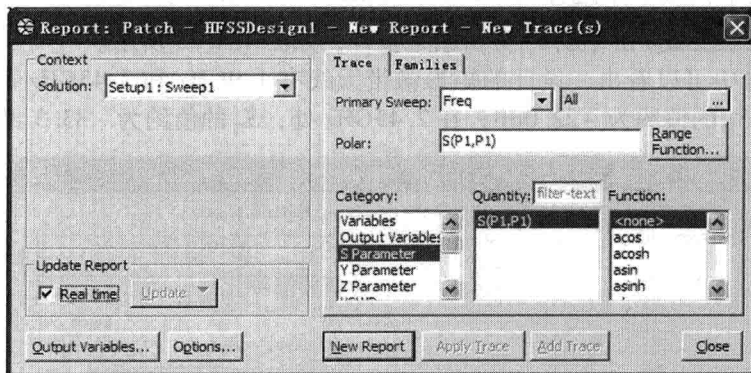 Report: Patch - HFSSDesign1 - New Report - New Trace(s)
Context
Solution: Setup1 : Sweep1
Update Report
Real time
Update
Output Variables...
Options...
Trace
Families
Primary Sweep: Freq All ...
Polar: S(P1,P1)
Range Function...
Category:
Variables
Output Variables
S Parameter
Y Parameter
Z Parameter
Quantity: filter-text
S(P1,P1)
Function:
<none>
acos
acosh
asin
asinh
New Report
Apply Trace
Add Trace
Close